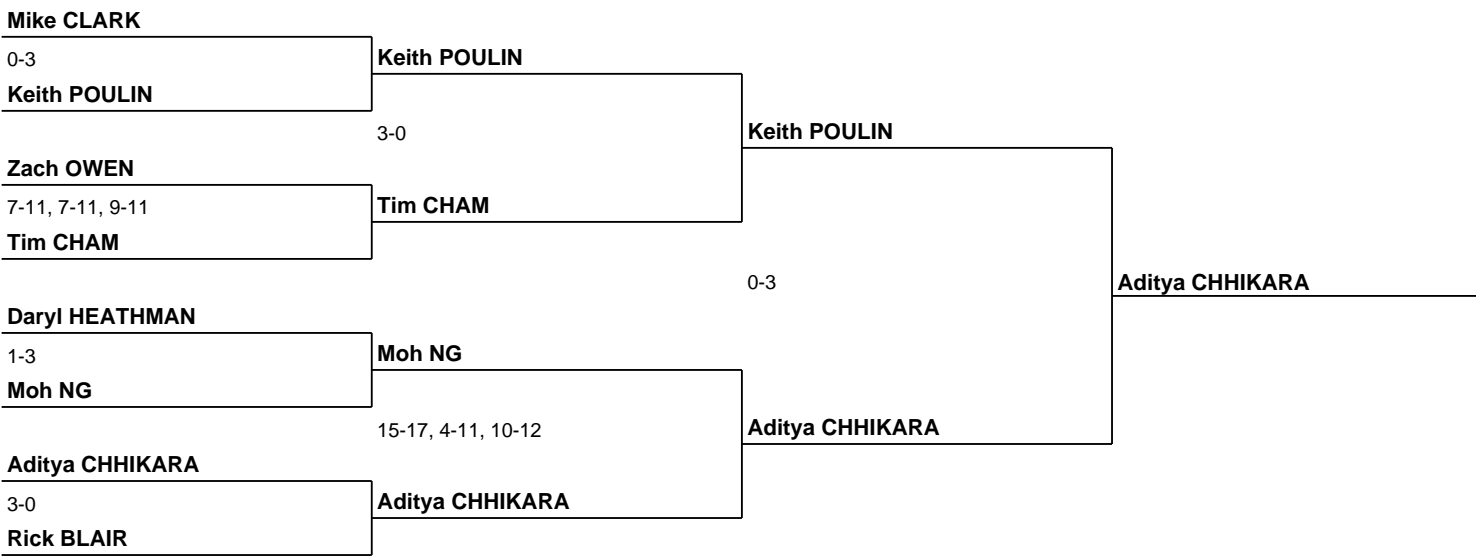 Mike CLARK
0-3
Keith POULIN
Keith POULIN
3-0
Keith POULIN
Zach OWEN
7-11, 7-11, 9-11
Tim CHAM
Tim CHAM
0-3
Aditya CHHIKARA
Daryl HEATHMAN
1-3
Moh NG
Moh NG
15-17, 4-11, 10-12
Aditya CHHIKARA
Aditya CHHIKARA
3-0
Aditya CHHIKARA
Rick BLAIR